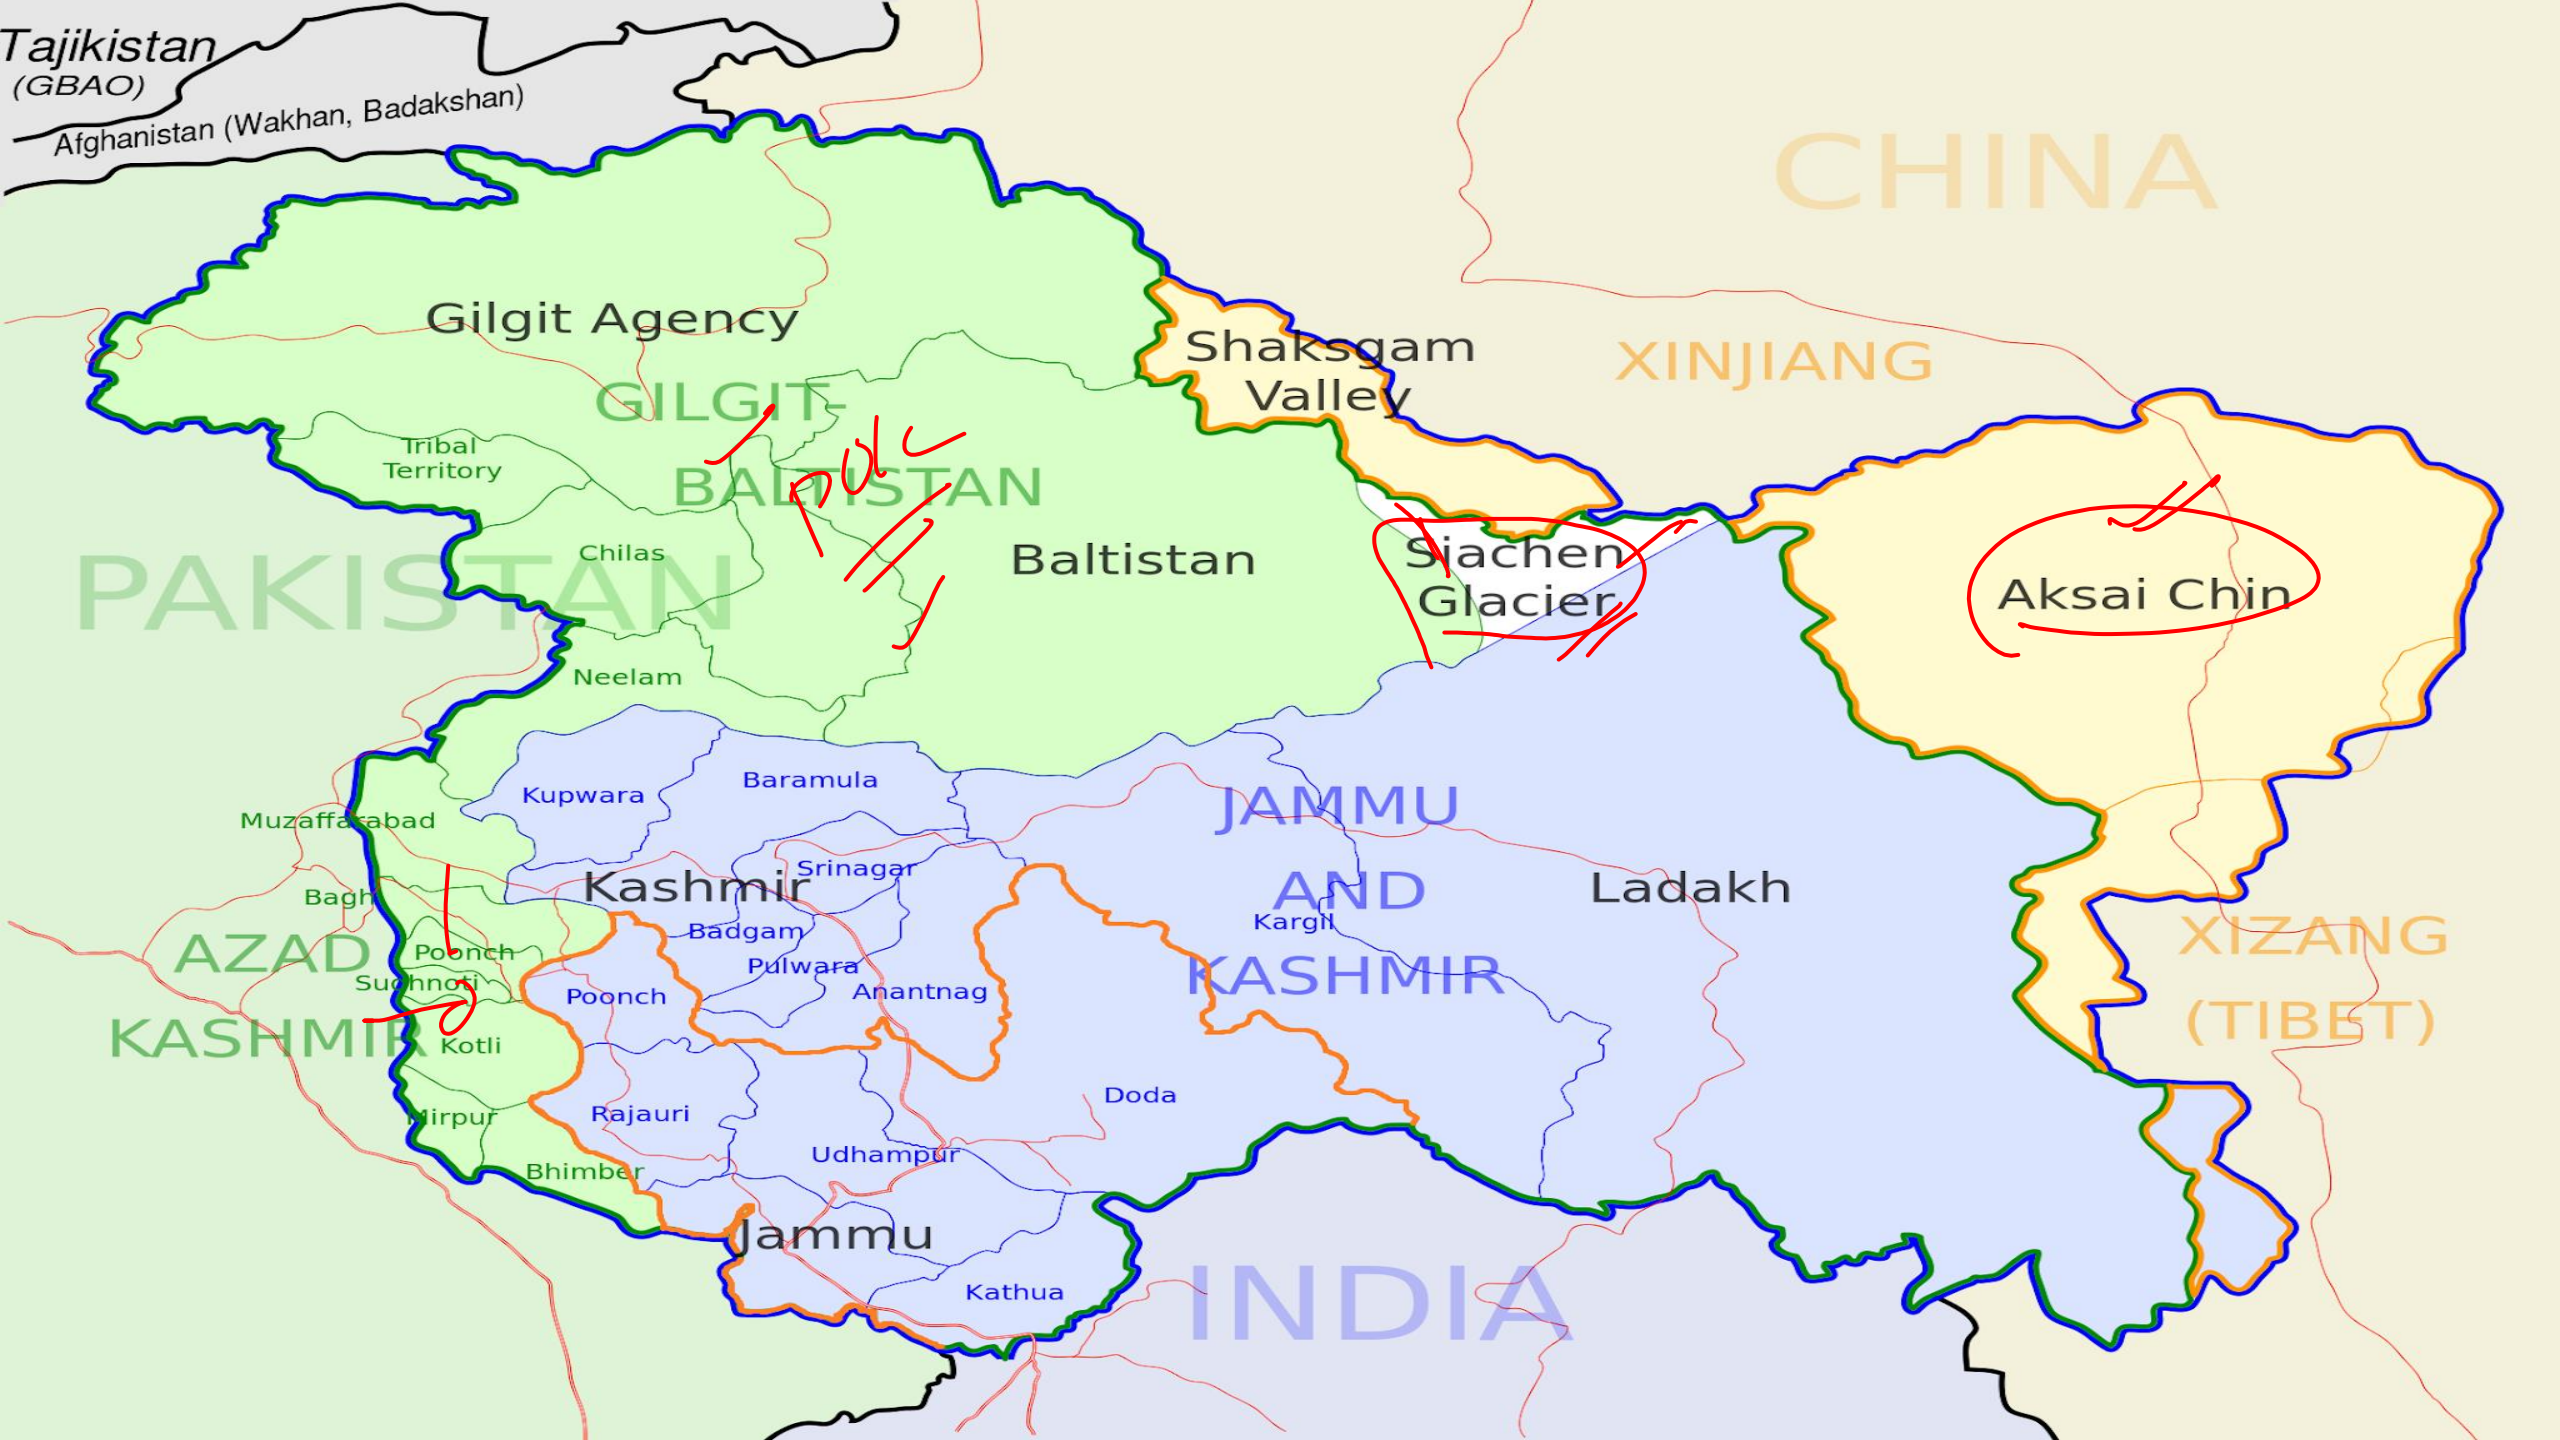 Tajikistan
(GBAO)
Afghanistan (Wakhan, Badakshan)
CHINA
Gilgit Agency
Shaksgam
Valley
XINJIANG
GILGIT-
BALTISTAN
Tribal
Territory
POK
PAKISTAN
Chilas
Baltistan
Siachen
Glacier
Aksai Chin
Neelam
Kupwara
Baramula
JAMMU
AND
KASHMIR
Muzaffarabad
Srinagar
Kashmir
Ladakh
Bagh
Kargil
Badgam
AZAD
KASHMIR
Poonch
Sudhnoti
Pulwara
Poonch
Anantnag
XIZANG
(TIBET)
Kotli
Doda
Mirpur
Rajauri
Udhampur
Bhimber
Jammu
Kathua
INDIA